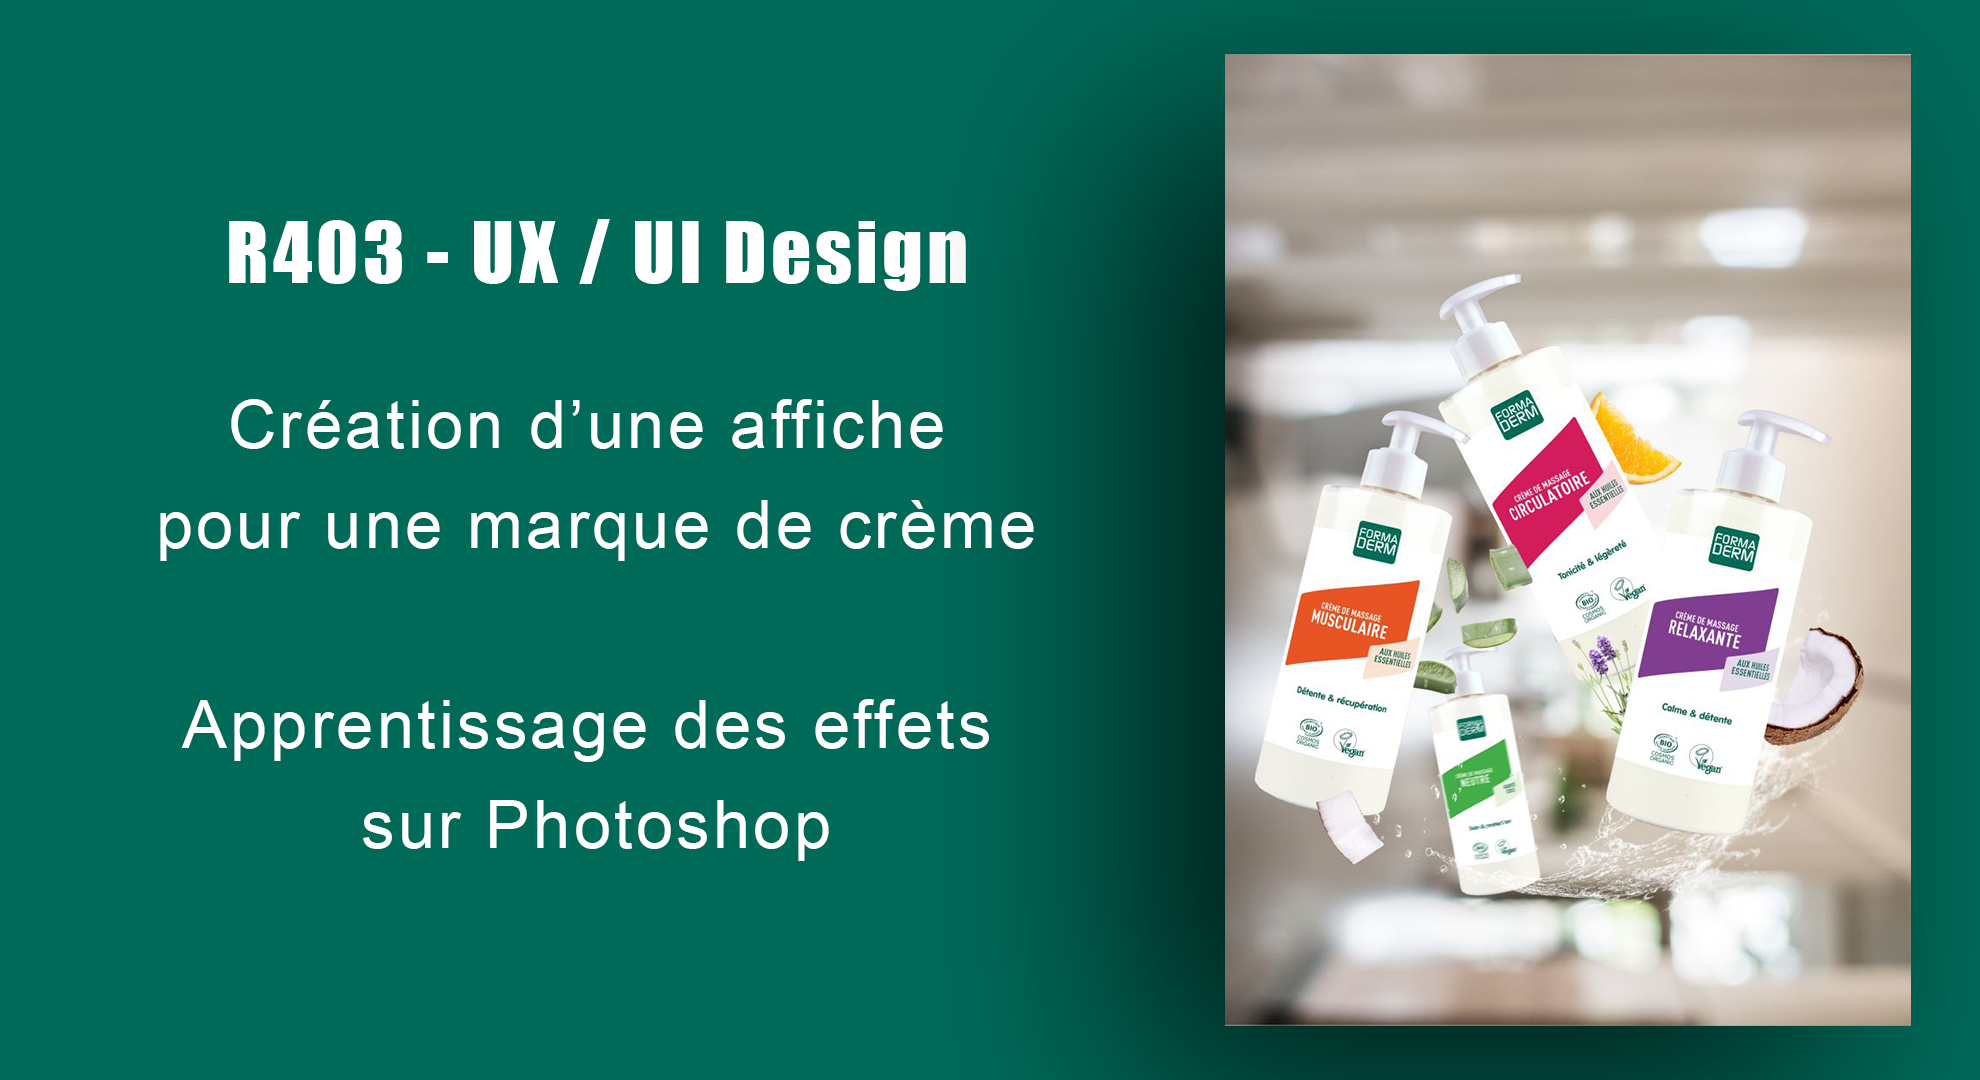 R403 - UX / UI Design
Création d’une affiche
pour une marque de crème
Apprentissage des effets
sur Photoshop
FORMA
DERM
CRÈME DE MASSAGE
CIRCULATOIRE
AUX HUILES
ESSENTIELLES
Tonicité & légèreté
BIO
COSMOS
ORGANIC
Vegan
FORMA
DERM
CRÈME DE MASSAGE
MUSCULAIRE
AUX HUILES
ESSENTIELLES
Détente & récupération
BIO
COSMOS
ORGANIC
Vegan
FORMA
DERM
CRÈME DE MASSAGE
RELAXANTE
AUX HUILES
ESSENTIELLES
Calme & détente
BIO
COSMOS
ORGANIC
Vegan
FORMA
DERM
CRÈME DE MASSAGE
NEUTRE